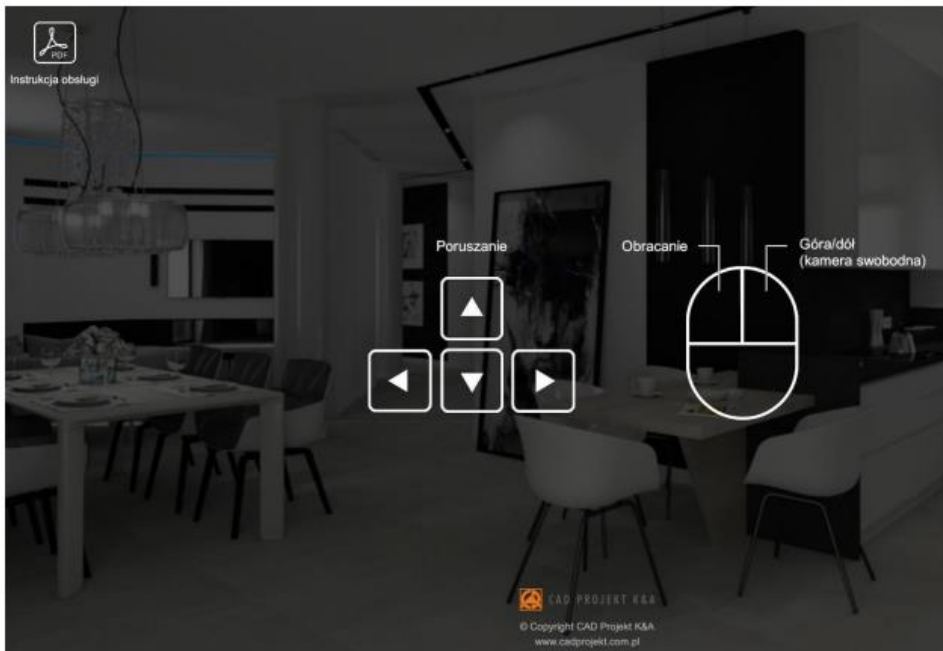 PDF
Instrukcja obsługi
Poruszanie
Obracanie
Góra/dół
(kamera swobodna)
CAD PROJEKT K&A
© Copyright CAD Projekt K&A
www.cadprojekt.com.pl